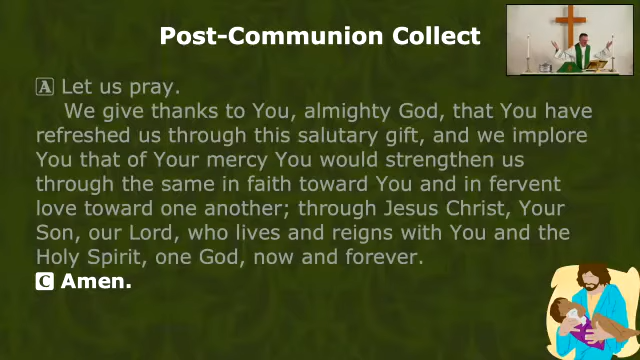 Post-Communion Collect
A Let us pray.
We give thanks to You, almighty God, that You have
refreshed us through this salutary gift, and we implore
You that of Your mercy You would strengthen us
through the same in faith toward You and in fervent
love toward one another; through Jesus Christ, Your
Son, our Lord, who lives and reigns with You and the
Holy Spirit, one God, now and forever.
C Amen.